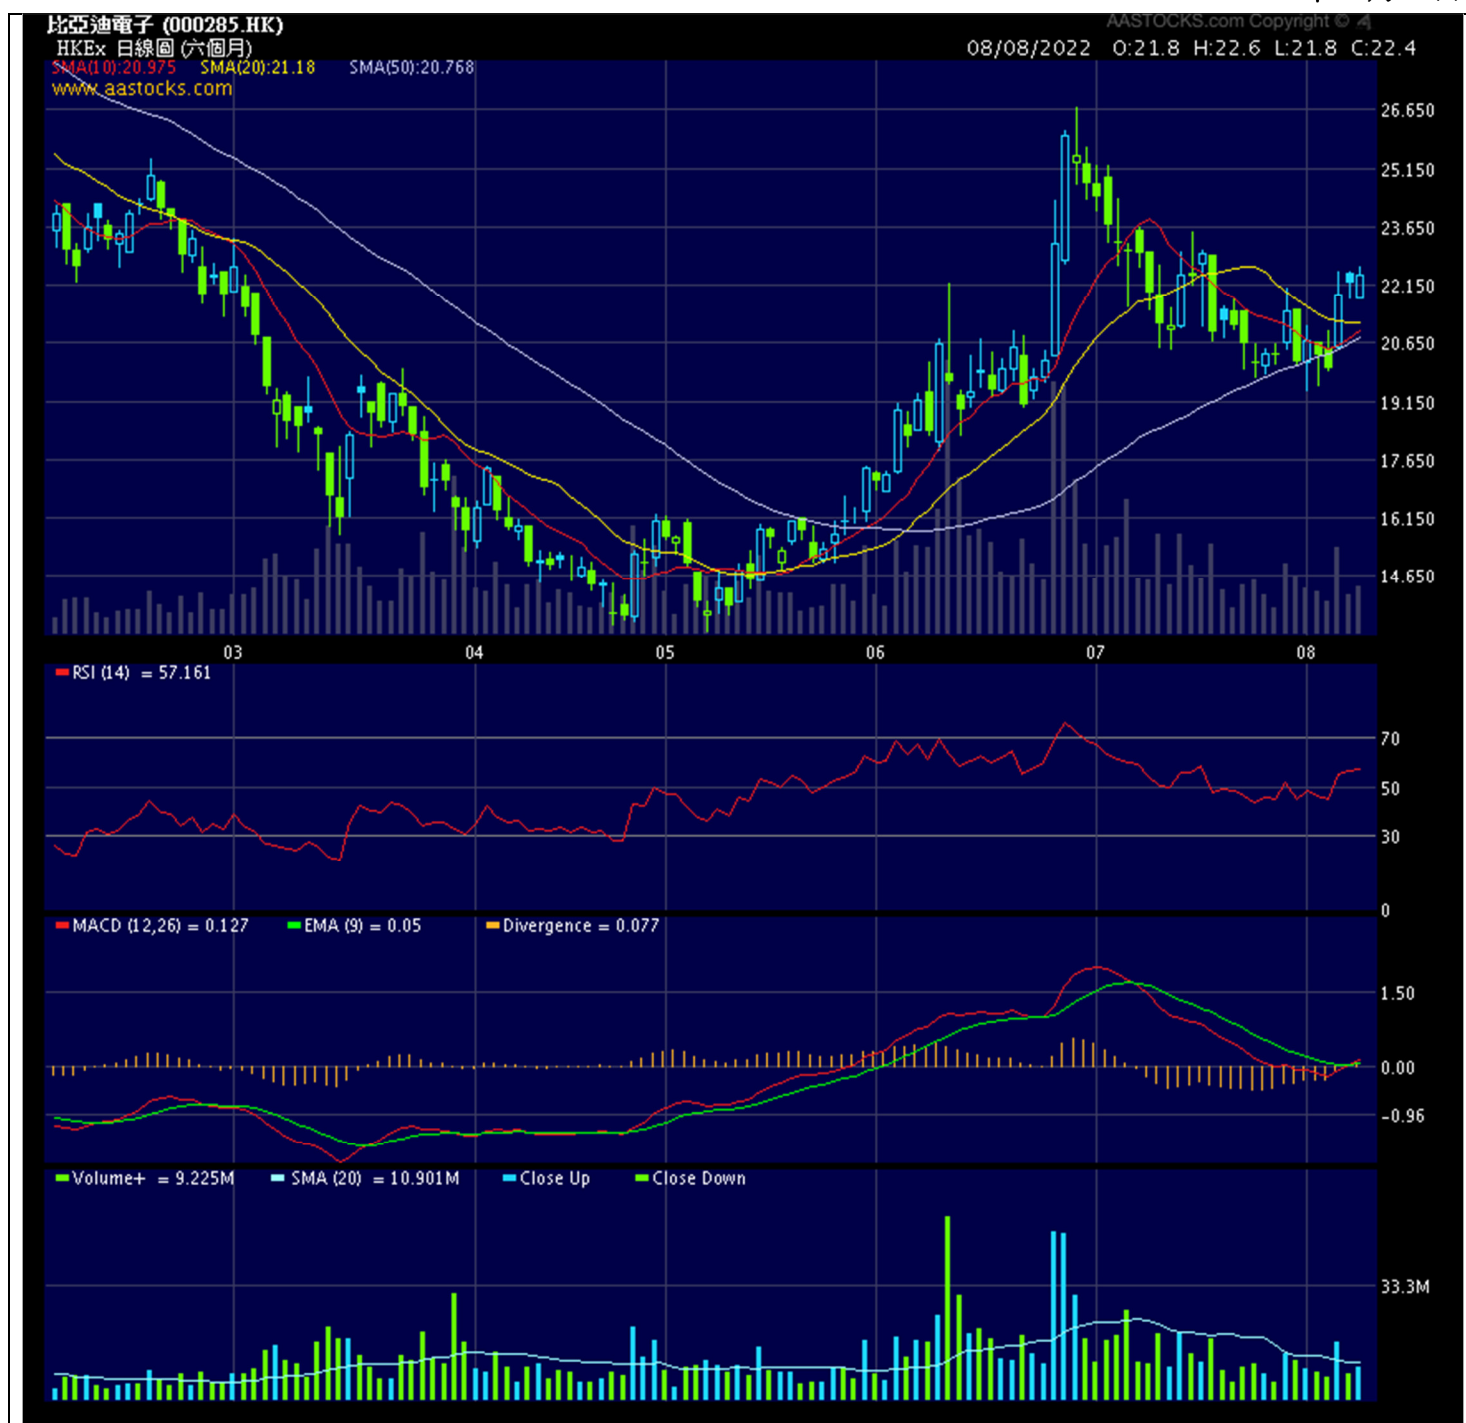 比亞迪電子 (000285.HK)
AASTOCKS.com Copyright ©
HKEx 日線圖 (六個月)
08/08/2022 O:21.8 H:22.6 L:21.8 C:22.4
SMA(10):20.975 SMA(20):21.18 SMA(50):20.768
www.aastocks.com
26.650
25.150
23.650
22.150
20.650
19.150
17.650
16.150
14.650
03 04 05 06 07 08
RSI (14) = 57.161
70
50
30
0
MACD (12,26) = 0.127 EMA (9) = 0.05 Divergence = 0.077
1.50
0.00
-0.96
Volume+ = 9.225M SMA (20) = 10.901M Close Up Close Down
33.3M